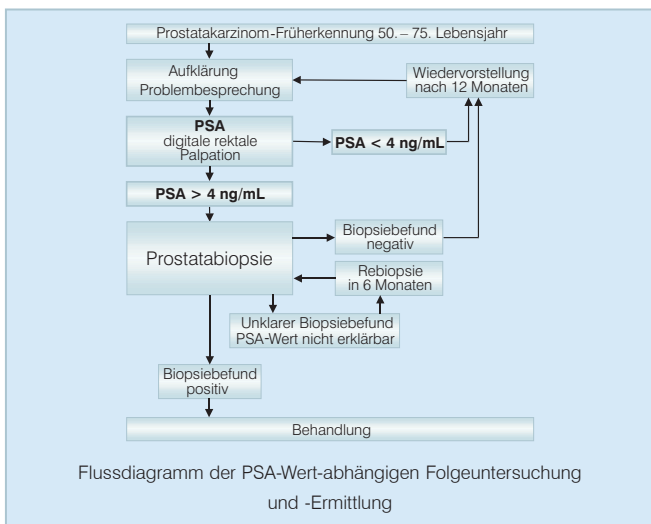 Prostatakarzinom-Früherkennung 50. – 75. Lebensjahr
Aufklärung
Problembesprechung
Wiedervorstellung
nach 12 Monaten
PSA
digitale rektale
Palpation
PSA < 4 ng/mL
PSA > 4 ng/mL
Prostatabiopsie
Biopsiebefund
negativ
Rebiopsie
in 6 Monaten
Unklarer Biopsiebefund
PSA-Wert nicht erklärbar
Biopsiebefund
positiv
Behandlung
Flussdiagramm der PSA-Wert-abhängigen Folgeuntersuchung
und -Ermittlung